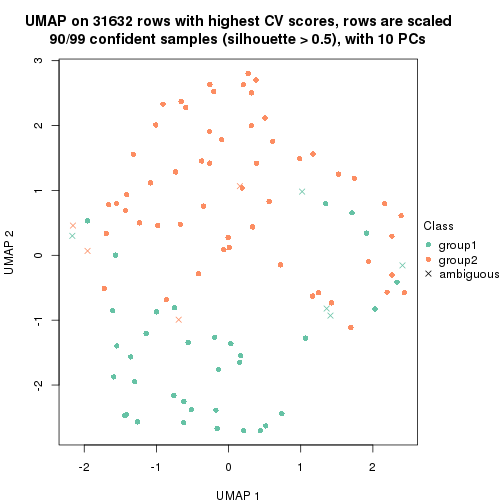 UMAP on 31632 rows with highest CV scores, rows are scaled
90/99 confident samples (silhouette > 0.5), with 10 PCs
3
2
1
0
-1
-2
UMAP 2
-2
-1
0
1
2
UMAP 1
Class
group1
group2
ambiguous